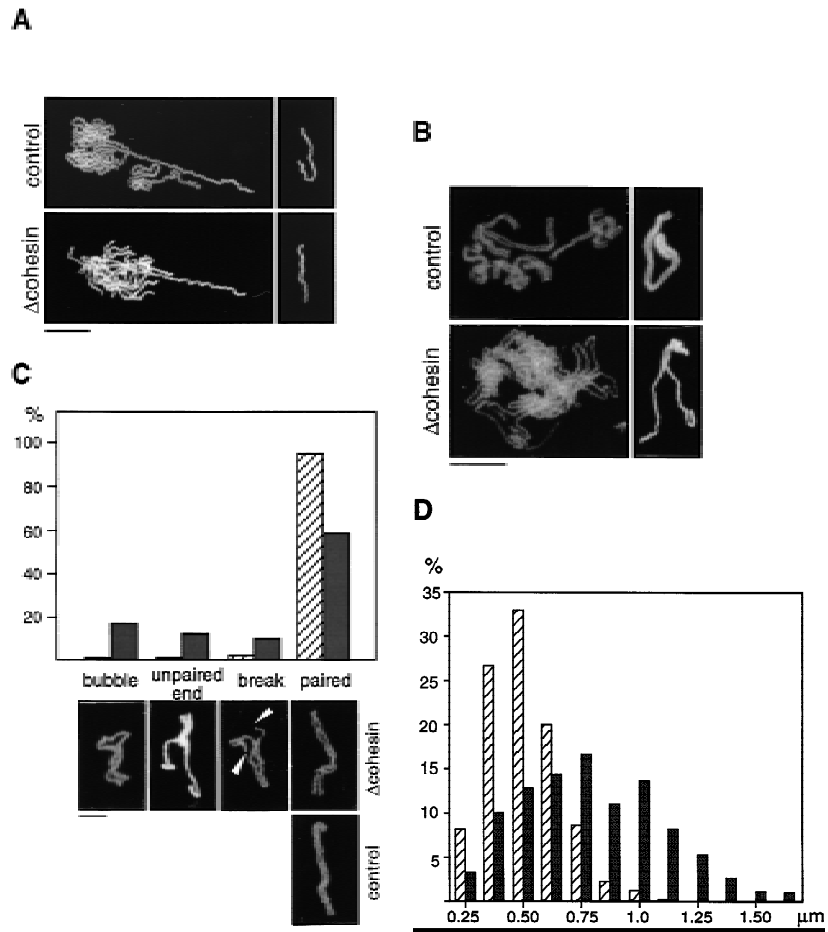 A
control
Δcohesin
B
control
Δcohesin
C
%
100
80
60
40
20
bubble
unpaired end
break
paired
Δcohesin
control
D
%
35
30
25
20
15
10
5
0.25
0.50
0.75
1.0
1.25
1.50
μm